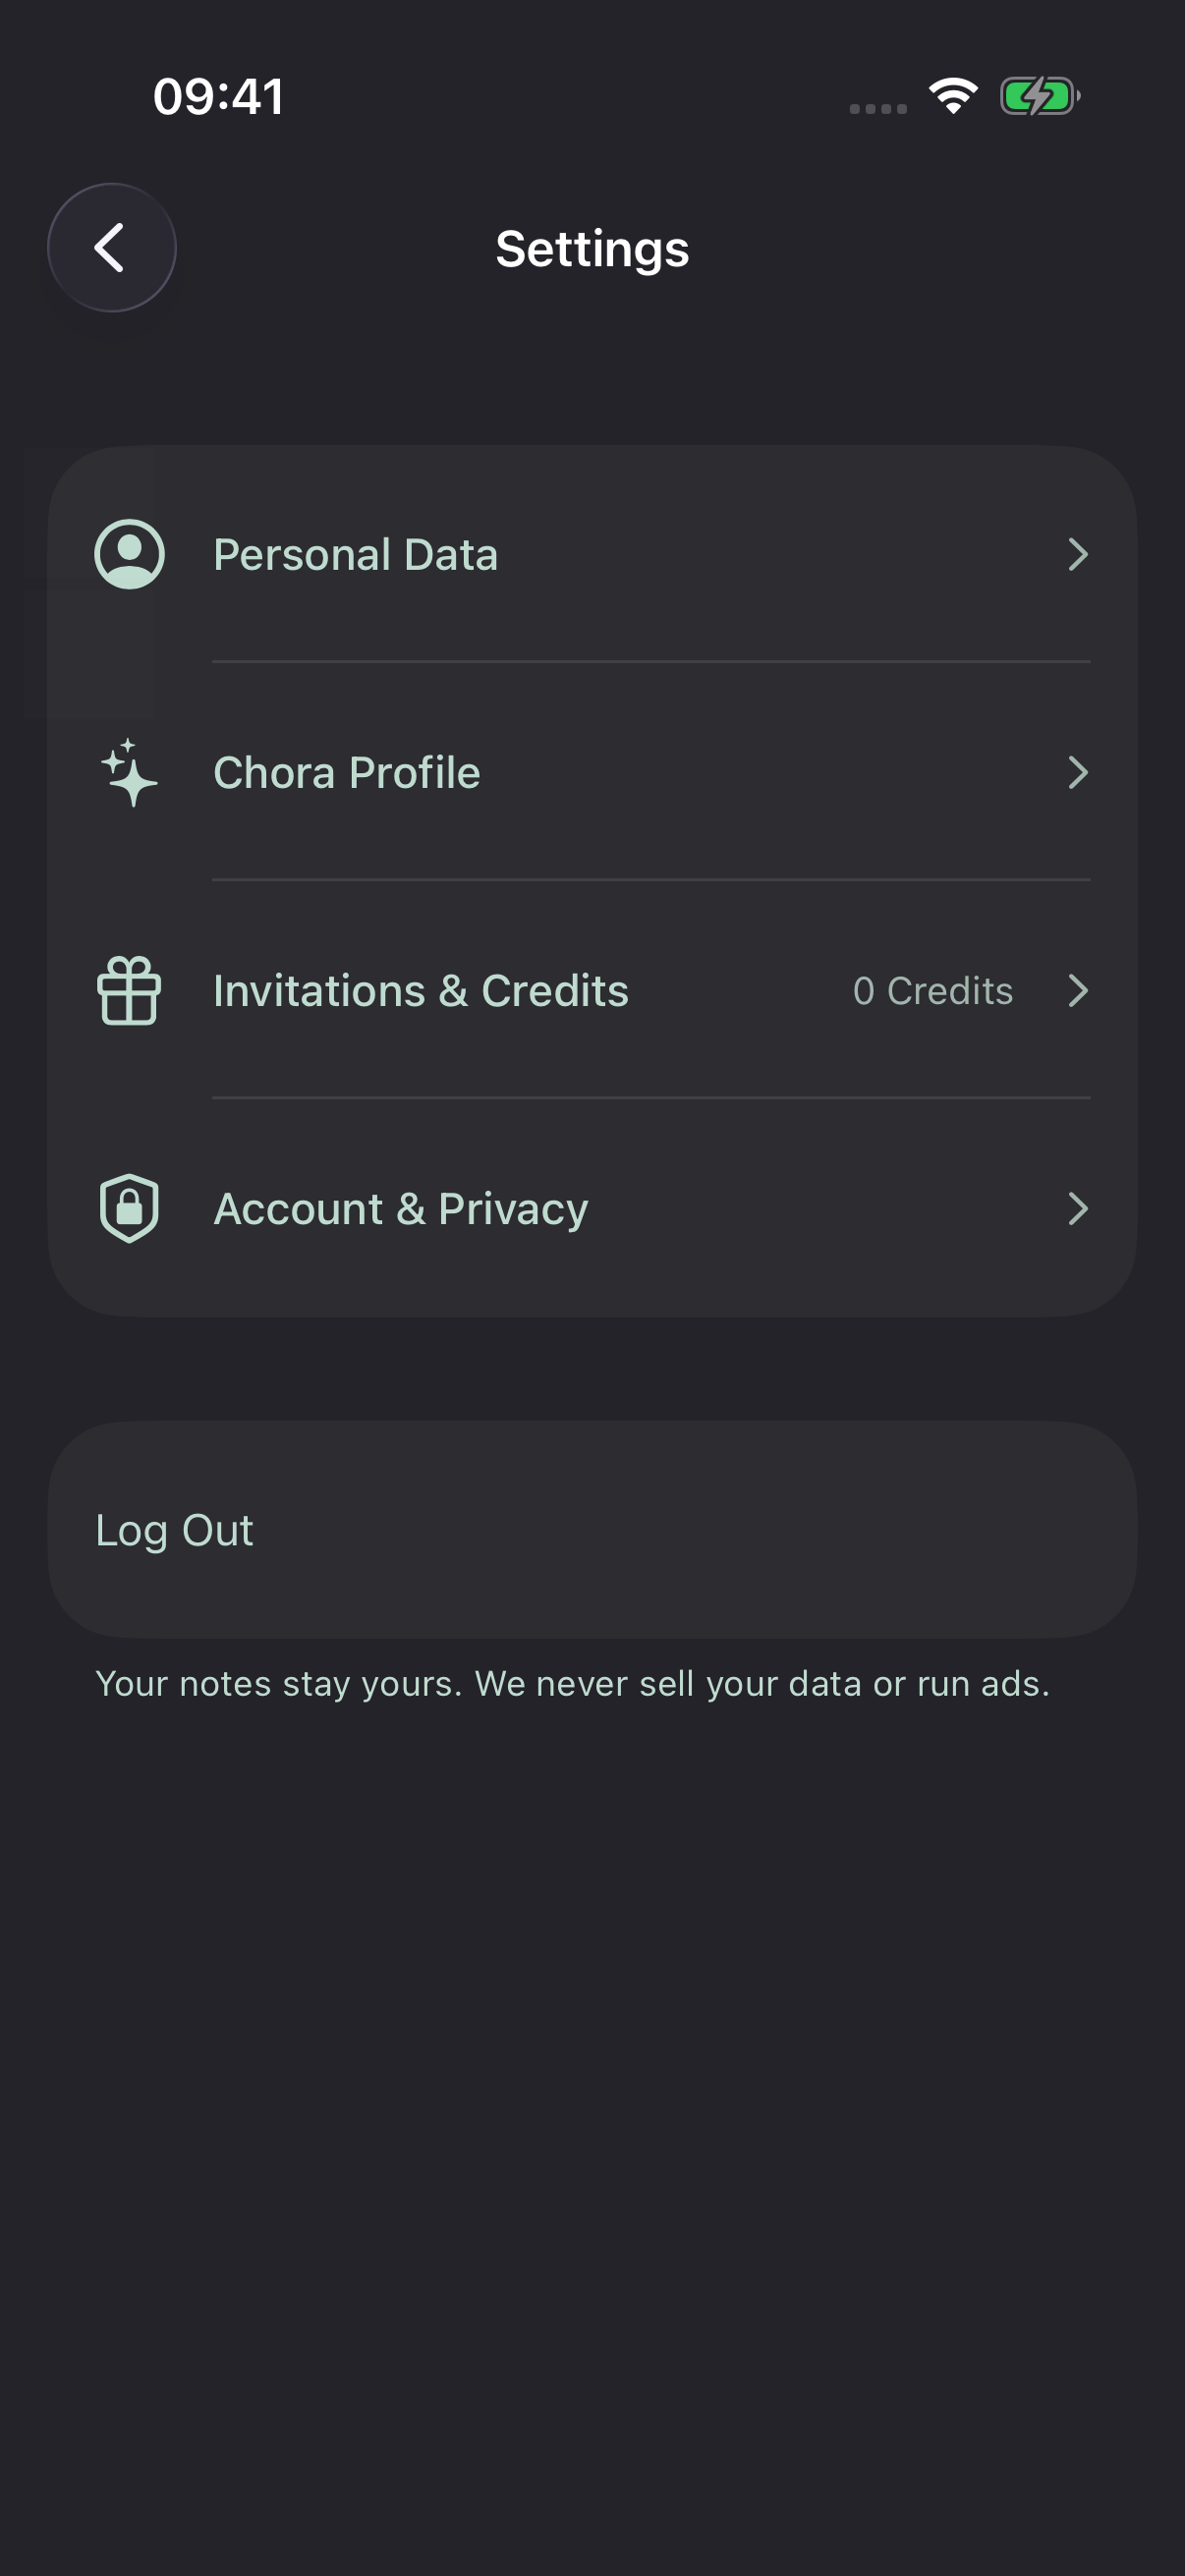 09:41
Settings
Personal Data
Chora Profile
Invitations & Credits 0 Credits
Account & Privacy
Log Out
Your notes stay yours. We never sell your data or run ads.